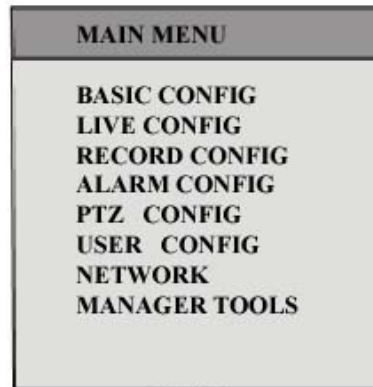 MAIN MENU
BASIC CONFIG
LIVE CONFIG
RECORD CONFIG
ALARM CONFIG
PTZ   CONFIG
USER   CONFIG
NETWORK
MANAGER TOOLS